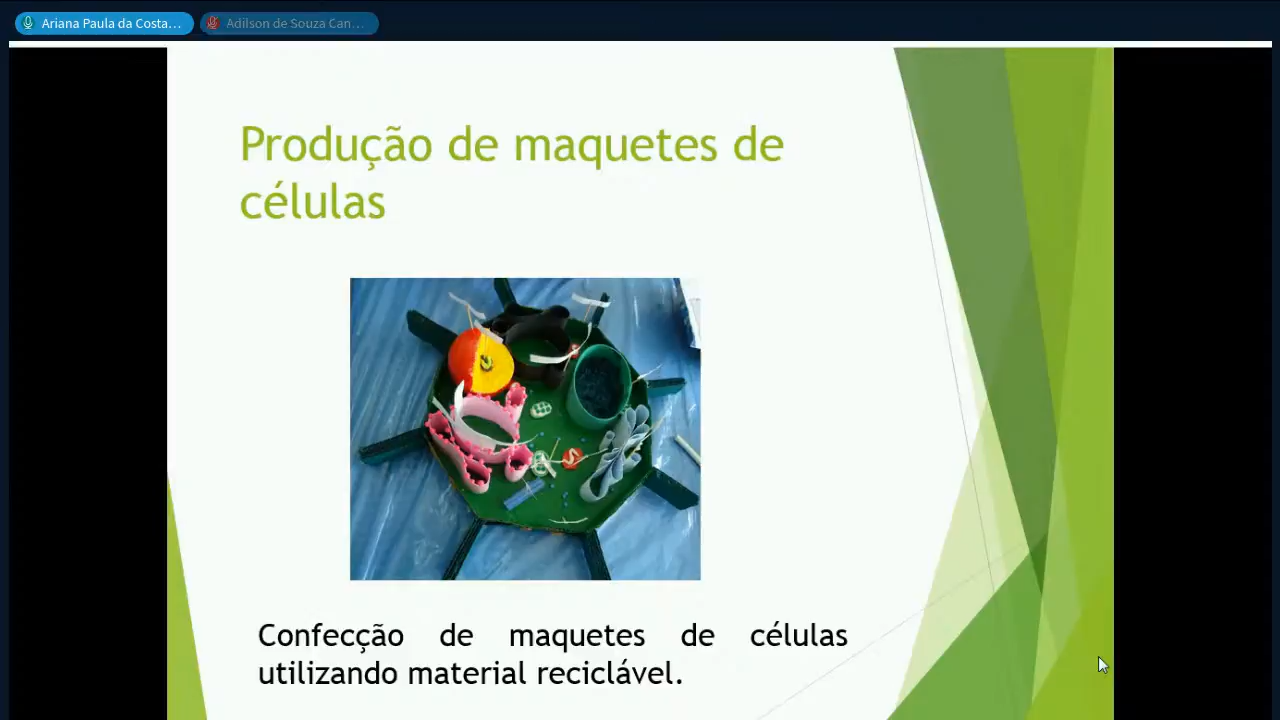 Ariana Paula da Costa...
Adilson de Souza Can...
Produção de maquetes de
células
Confecção de maquetes de células
utilizando material reciclável.